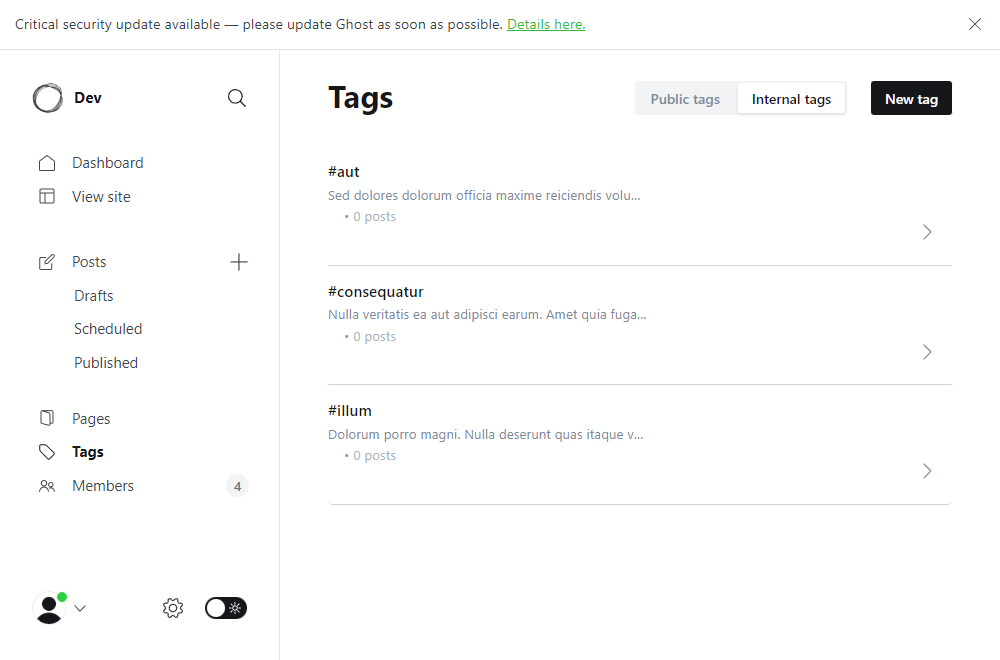 Critical security update available — please update Ghost as soon as possible. Details here.
Dev
Dashboard
View site
Posts
Drafts
Scheduled
Published
Pages
Tags
Members 4
Tags
Public tags
Internal tags
New tag
#aut
Sed dolores dolorum officia maxime reiciendis volu...
• 0 posts
#consequatur
Nulla veritatis ea aut adipisci earum. Amet quia fuga...
• 0 posts
#illum
Dolorum porro magni. Nulla deserunt quas itaque v...
• 0 posts